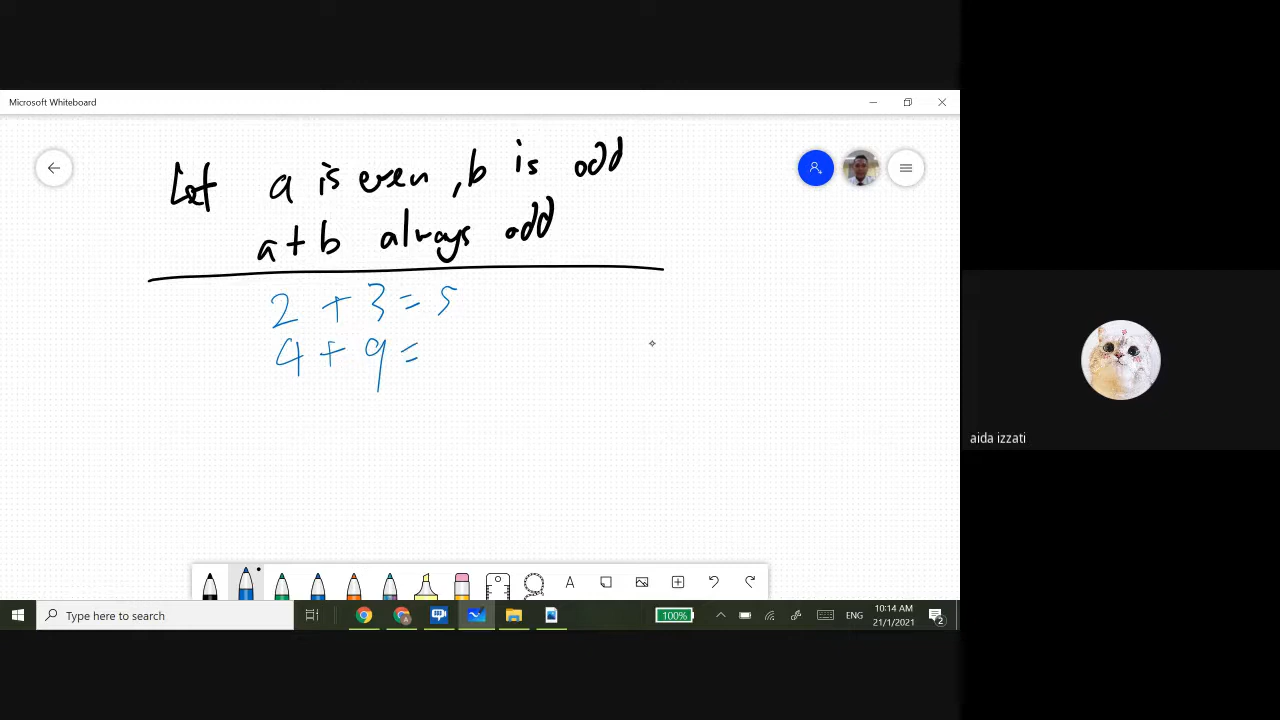 Microsoft Whiteboard
Let a is even, b is odd
a + b always odd
2 + 3 = 5
4 + 9 =
aida izzati
A
Type here to search
100%
ENG
10:14 AM
21/1/2021
2